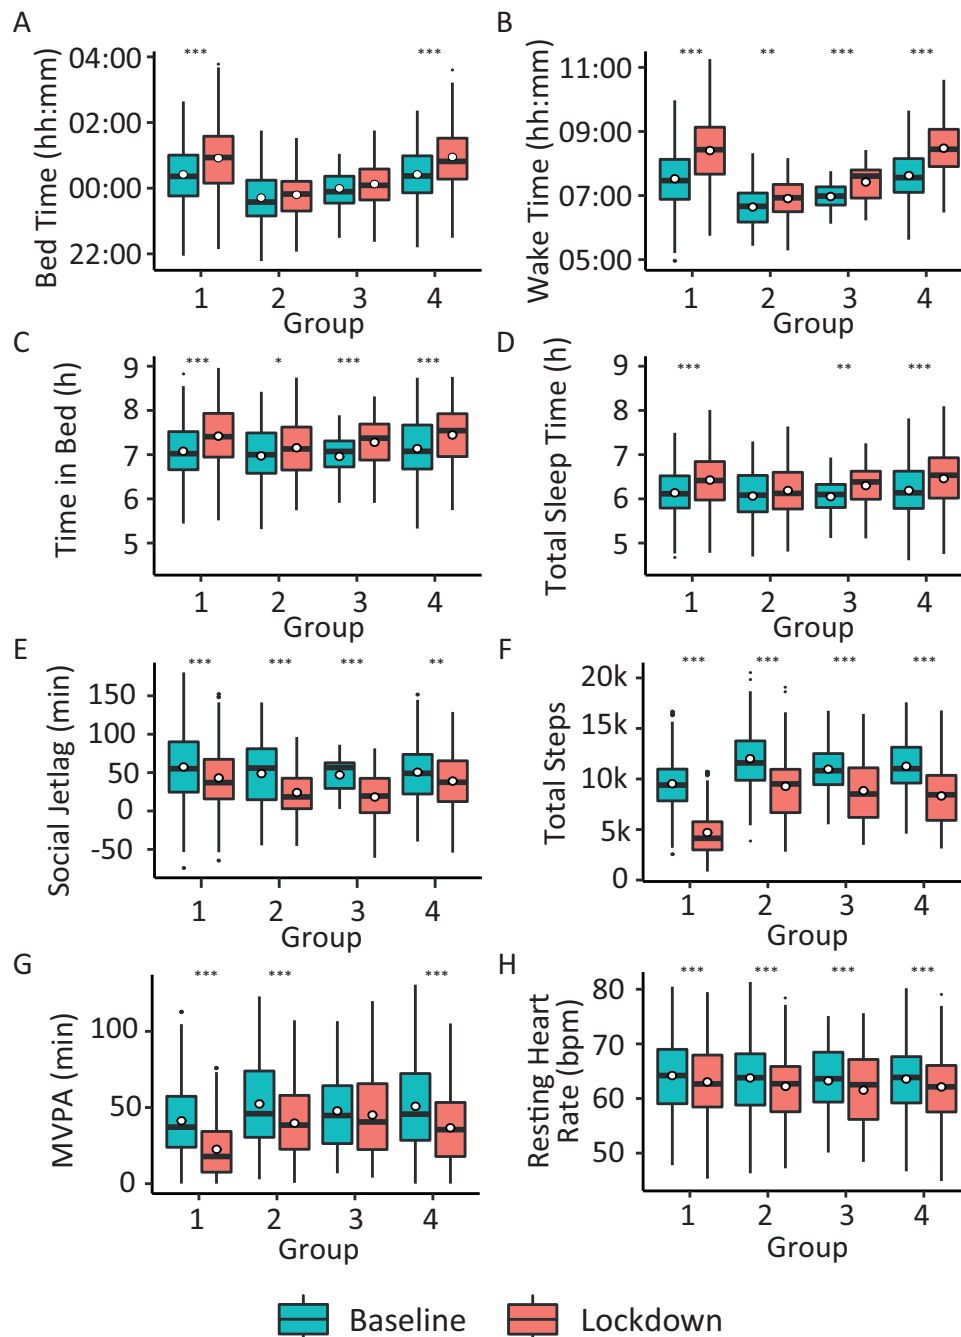 A
Bed Time (hh:mm)
04:00
02:00
00:00
22:00
*** ***
1 2 3 4
Group
B
Wake Time (hh:mm)
11:00
09:00
07:00
05:00
*** ** *** ***
1 2 3 4
Group
C
Time in Bed (h)
9
8
7
6
5
*** * *** ***
1 2 3 4
Group
D
Total Sleep Time (h)
9
8
7
6
5
*** ** ***
1 2 3 4
Group
E
Social Jetlag (min)
150
100
50
0
-50
*** *** *** **
1 2 3 4
Group
F
Total Steps
20k
15k
10k
5k
0
*** *** *** ***
1 2 3 4
Group
G
MVPA (min)
100
50
0
*** *** ***
1 2 3 4
Group
H
Resting Heart
Rate (bpm)
80
70
60
50
*** *** *** ***
1 2 3 4
Group
Baseline Lockdown